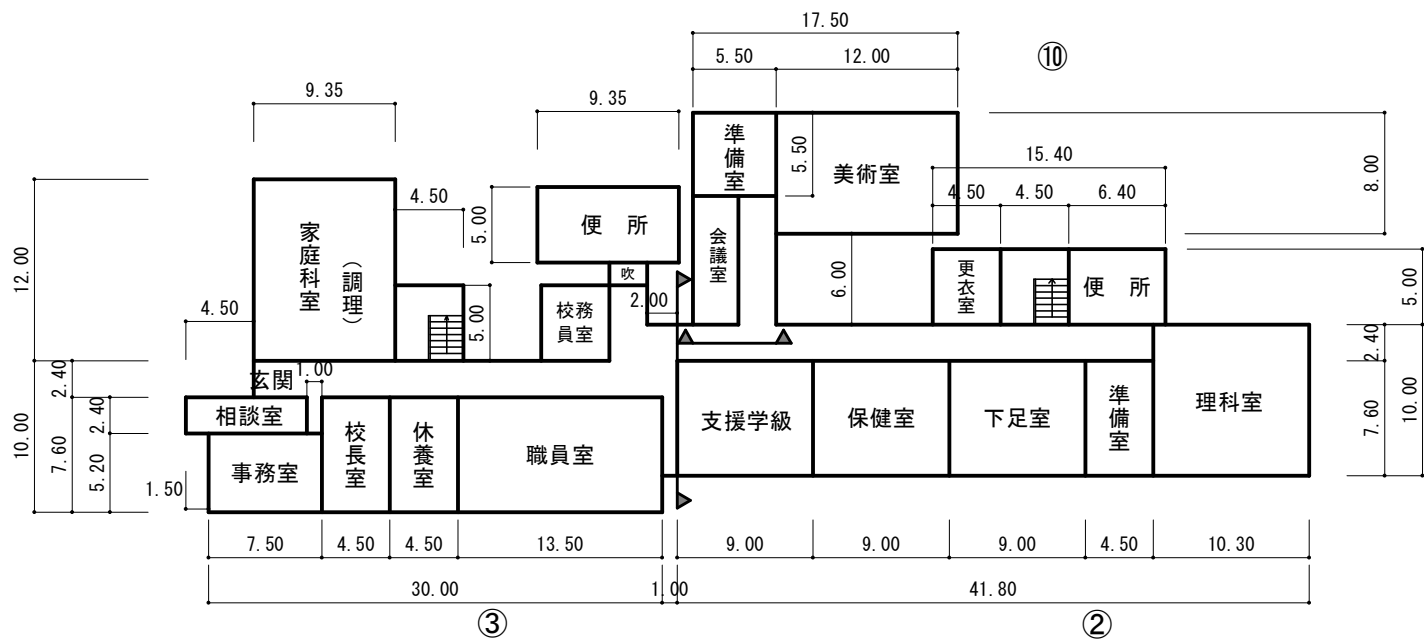 17.50
5.50
12.00
⑩
9.35
9.35
準備室
5.50
美術室
8.00
15.40
4.50
4.50
6.40
4.50
5.00
便 所
家庭科室
（調理）
会議室
12.00
吹
6.00
更衣室
便 所
5.00
4.50
5.00
校務
員室
2.00
2.40
玄関
1.00
2.40
相談室
校長室
休養室
職員室
支援学級
保健室
下足室
準備室
理科室
10.00
7.60
2.40
5.20
事務室
7.60
10.00
1.50
7.50
4.50
4.50
13.50
9.00
9.00
9.00
4.50
10.30
30.00
1.00
41.80
③
②